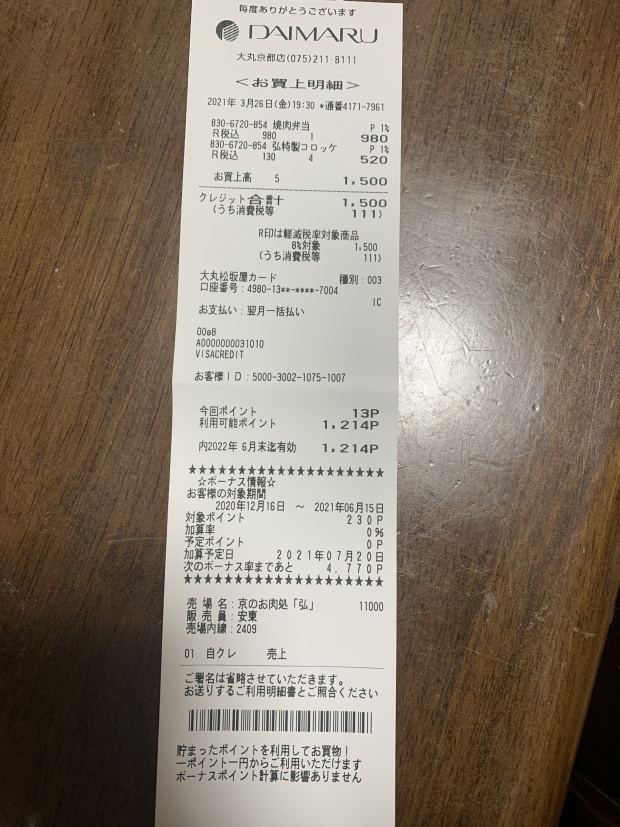 毎度ありがとうございます
DAIMARU
大丸京都店(075)211-8111
＜お買上明細＞
2021年 3月26日(金)19:30 *通番4171-7961
830-6720-854 焼肉弁当 P 1%
R税込 980 1 980
830-6720-854 弘特製コロッケ P 1%
R税込 130 4 520
お買上高 5 1,500
クレジット合計 1,500
(うち消費税等 111)
R印は軽減税率対象商品
8%対象 1,500
(うち消費税等 111)
大丸松坂屋カード 種別:003
口座番号:4980-13**-****-7004
IC
お支払い:翌月一括払い
00e8
A0000000031010
VISACREDIT
お客様ID:5000-3002-1075-1007
今回ポイント 13P
利用可能ポイント 1,214P
内2022年 6月末迄有効 1,214P
★★★★★★★★★★★★★★★★★★★★
☆ボーナス情報☆
お客様の対象期間
2020年12月16日 ～ 2021年06月15日
対象ポイント 230P
加算率 0%
予定ポイント 0P
加算予定日 2021年07月20日
次のボーナス率まであと 4,770P
★★★★★★★★★★★★★★★★★★★★
売 場 名:京のお肉処「弘」 11000
販 売 員:安東
売場内線:2409
01 自クレ 売上
ご署名は省略させていただきます。
お送りするご利用明細書とご照合ください
貯まったポイントを利用してお買物!
一ポイント一円からご利用いただけます
ボーナスポイント計算に影響ありません